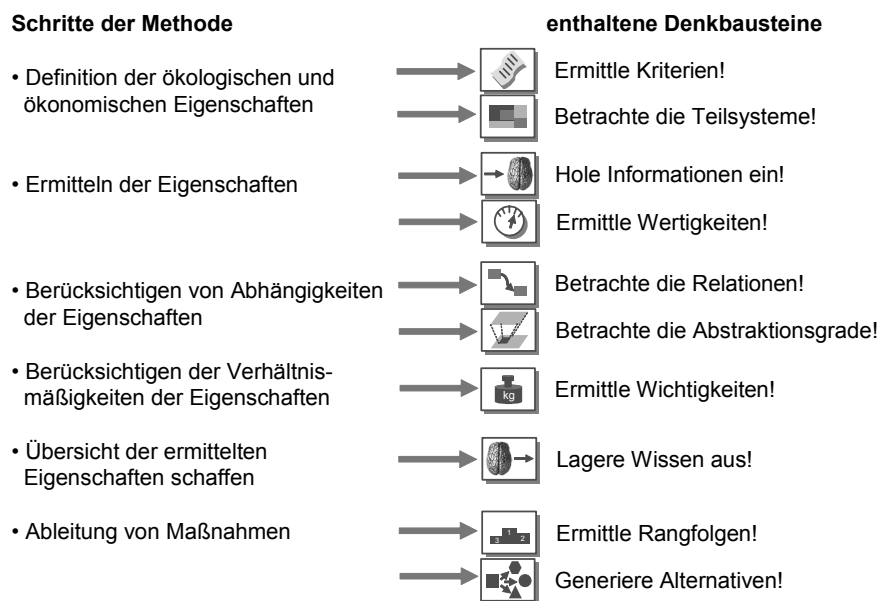 Schritte der Methode
enthaltene Denkbausteine
• Definition der ökologischen und
ökonomischen Eigenschaften
Ermittle Kriterien!
Betrachte die Teilsysteme!
• Ermitteln der Eigenschaften
Hole Informationen ein!
Ermittle Wertigkeiten!
• Berücksichtigen von Abhängigkeiten
der Eigenschaften
Betrachte die Relationen!
Betrachte die Abstraktionsgrade!
• Berücksichtigen der Verhältnis-
mäßigkeiten der Eigenschaften
kg
Ermittle Wichtigkeiten!
• Übersicht der ermittelten
Eigenschaften schaffen
Lagere Wissen aus!
• Ableitung von Maßnahmen
3 1 2
Ermittle Rangfolgen!
Generiere Alternativen!